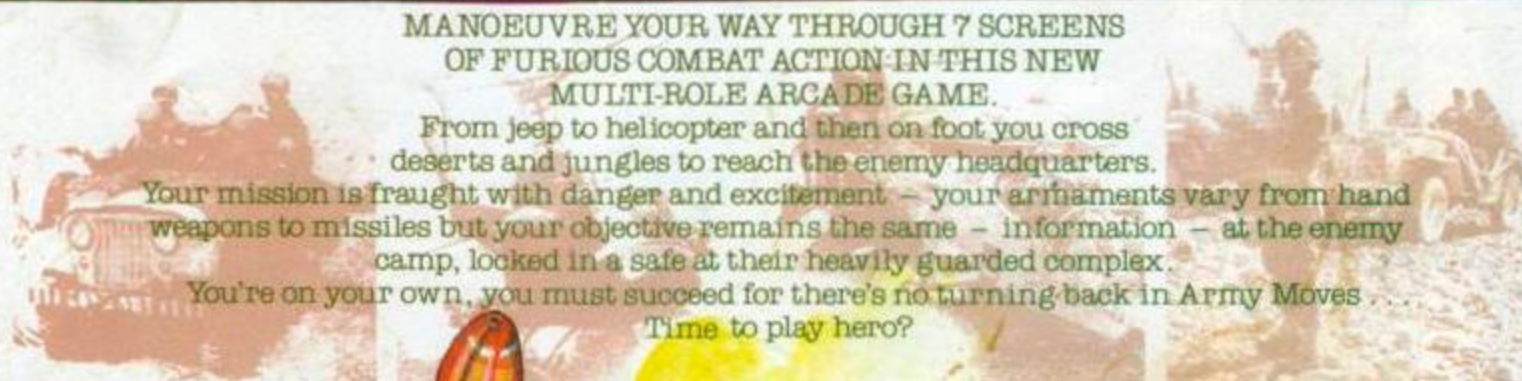 MANOEUVRE YOUR WAY THROUGH 7 SCREENS
OF FURIOUS COMBAT ACTION IN THIS NEW
MULTI-ROLE ARCADE GAME.
From jeep to helicopter and then on foot you cross
deserts and jungles to reach the enemy headquarters.
Your mission is fraught with danger and excitement – your armaments vary from hand
weapons to missiles but your objective remains the same – information – at the enemy
camp, locked in a safe at their heavily guarded complex.
You're on your own, you must succeed for there's no turning back in Army Moves . . .
Time to play hero?